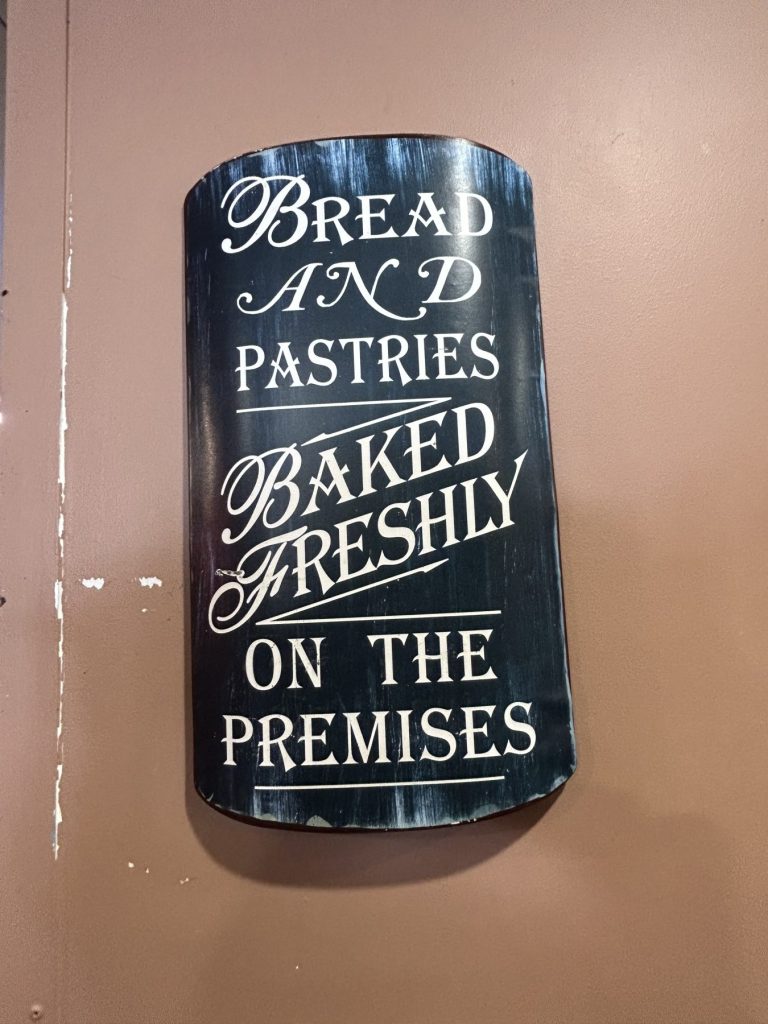 BREAD
AND
PASTRIES
BAKED
FRESHLY
ON THE
PREMISES